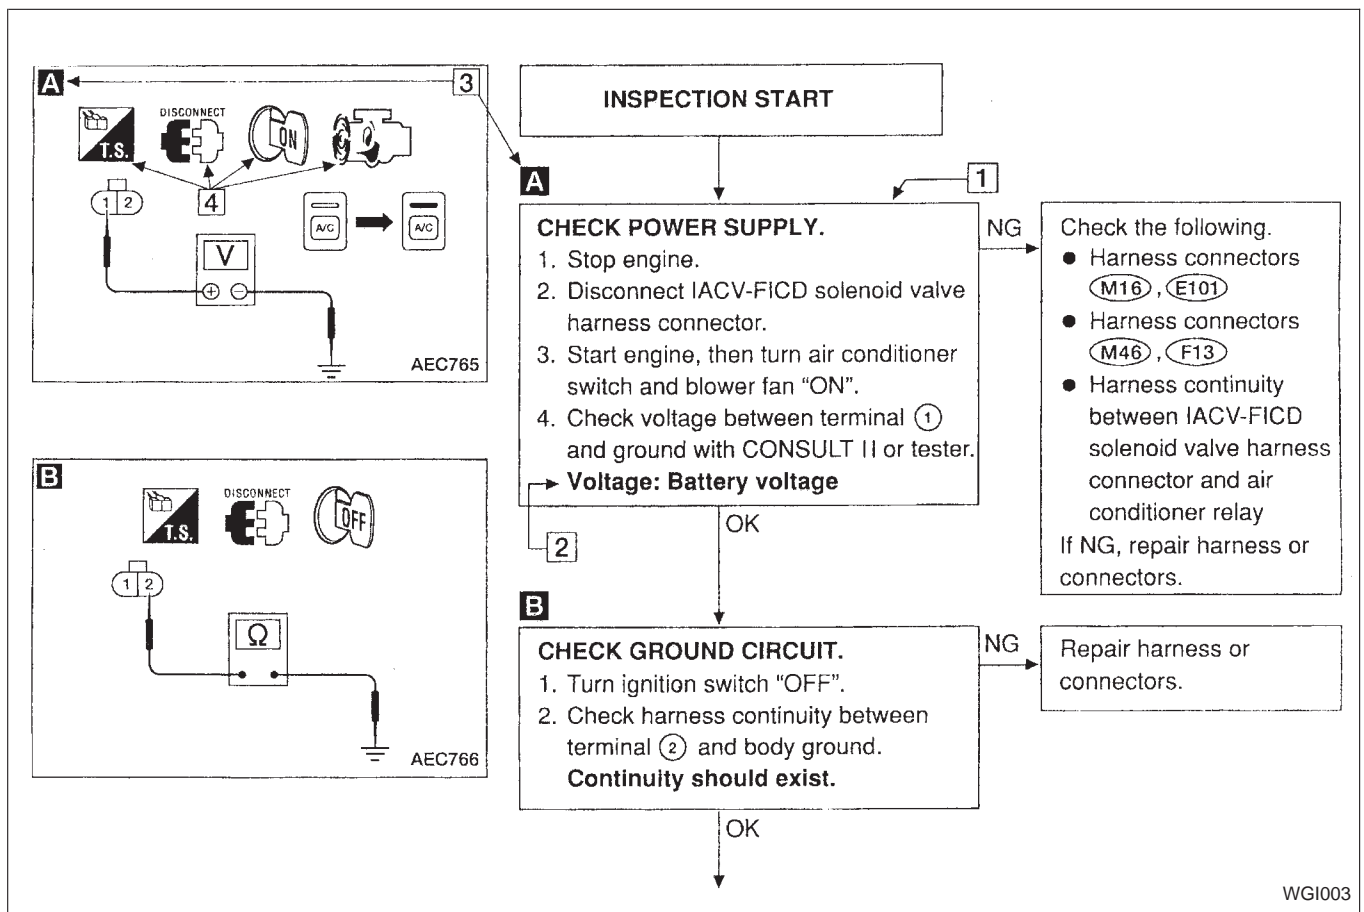 A
3
DISCONNECT
T.S.
ON
4
1 2
A/C
A/C
V
+ −
AEC765
B
DISCONNECT
T.S.
OFF
1 2
Ω
AEC766
INSPECTION START
A
1
CHECK POWER SUPPLY.
1. Stop engine.
2. Disconnect IACV-FICD solenoid valve
harness connector.
3. Start engine, then turn air conditioner
switch and blower fan “ON”.
4. Check voltage between terminal ①
and ground with CONSULT II or tester.
Voltage: Battery voltage
2
NG
Check the following.
● Harness connectors
M16 , E101
● Harness connectors
M46 , F13
● Harness continuity
between IACV-FICD
solenoid valve harness
connector and air
conditioner relay
If NG, repair harness or
connectors.
OK
B
CHECK GROUND CIRCUIT.
1. Turn ignition switch “OFF”.
2. Check harness continuity between
terminal ② and body ground.
Continuity should exist.
NG
Repair harness or
connectors.
OK
WGI003